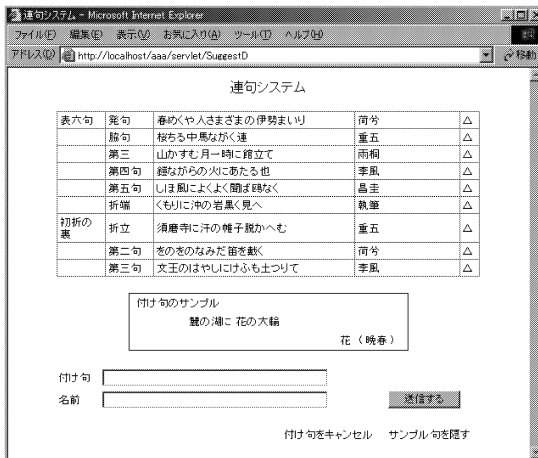 連句システム - Microsoft Internet Explorer
ファイル(F) 編集(E) 表示(V) お気に入り(A) ツール(T) ヘルプ(H)
アドレス(D) http://localhost/aaa/servlet/SuggestD 移動
連句システム
表六句 発句 春めくや人さまざまの伊勢まいり 荷兮 △
脇句 桜ちる中馬ながく連 重五 △
第三 山かすむ月一時に館立て 雨桐 △
第四句 鎧ながらの火にあたる也 李風 △
第五句 しほ風によくよく聞ば鴎なく 昌圭 △
折端 くもりに沖の岩黒く見へ 執筆 △
初折の裏 折立 須磨寺に汗の帷子脱かへむ 重五 △
第二句 をのをのなみだ笛を戴く 荷兮 △
第三句 文王のはやしにけふも土つりて 李風 △
付け句のサンプル
麓の湖に 花の大輪
花 (晩春)
付け句
名前 送信する
付け句をキャンセル サンプル句を隠す